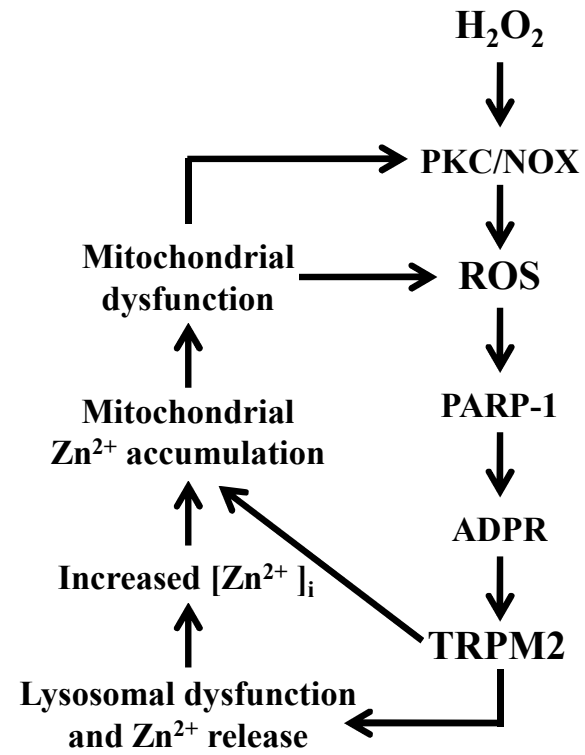 H₂O₂
PKC/NOX
Mitochondrial
dysfunction
ROS
Mitochondrial
Zn²⁺ accumulation
PARP-1
ADPR
Increased [Zn²⁺ ]ᵢ
TRPM2
Lysosomal dysfunction
and Zn²⁺ release